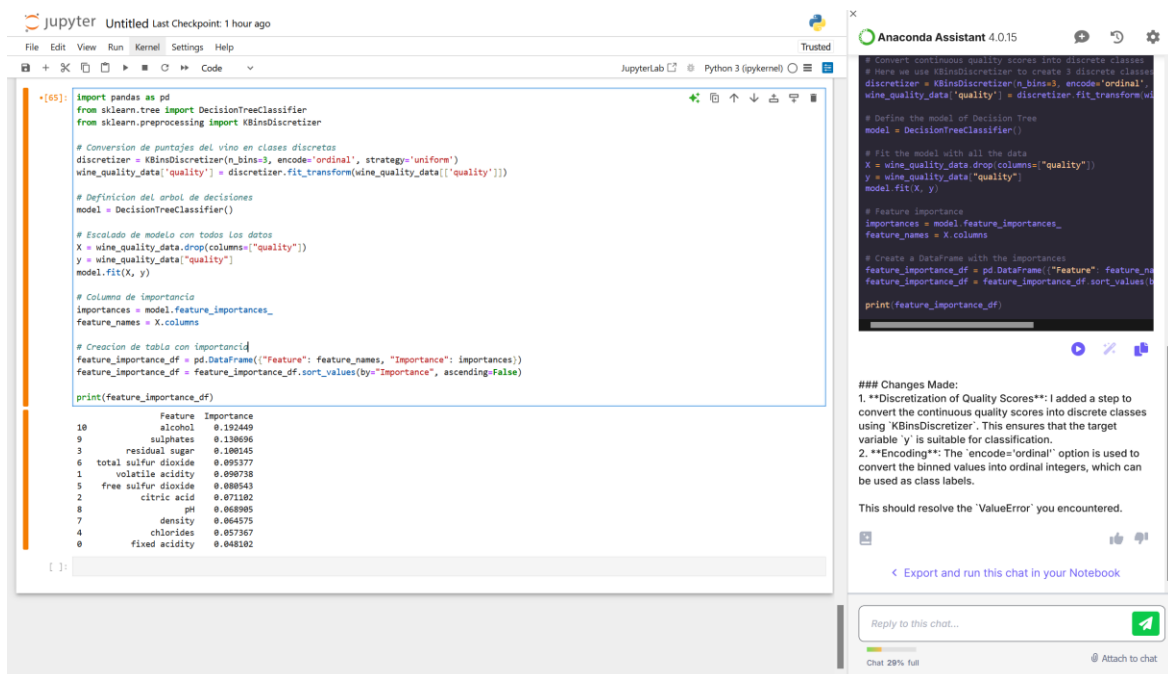 jupyter Untitled Last Checkpoint: 1 hour ago
File Edit View Run Kernel Settings Help
Trusted
Code
JupyterLab
Python 3 (ipykernel)
[65]:
import pandas as pd
from sklearn.tree import DecisionTreeClassifier
from sklearn.preprocessing import KBinsDiscretizer
# Conversion de puntajes del vino en clases discretas
discretizer = KBinsDiscretizer(n_bins=3, encode='ordinal', strategy='uniform')
wine_quality_data['quality'] = discretizer.fit_transform(wine_quality_data[['quality']])
# Definicion del arbol de decisiones
model = DecisionTreeClassifier()
# Escalado de modelo con todos los datos
X = wine_quality_data.drop(columns=["quality"])
y = wine_quality_data["quality"]
model.fit(X, y)
# Columna de importancia
importances = model.feature_importances_
feature_names = X.columns
# Creacion de tabla con importancia
feature_importance_df = pd.DataFrame({"Feature": feature_names, "Importance": importances})
feature_importance_df = feature_importance_df.sort_values(by="Importance", ascending=False)
print(feature_importance_df)
Feature Importance
10 alcohol 0.192449
9 sulphates 0.130696
3 residual sugar 0.100145
6 total sulfur dioxide 0.095377
1 volatile acidity 0.090738
5 free sulfur dioxide 0.080543
2 citric acid 0.071102
8 pH 0.068905
7 density 0.064575
4 chlorides 0.057367
0 fixed acidity 0.048102
[ ]:
Anaconda Assistant 4.0.15
# Convert continuous quality scores into discrete classes
# Here we use KBinsDiscretizer to create 3 discrete classes
discretizer = KBinsDiscretizer(n_bins=3, encode='ordinal',
wine_quality_data['quality'] = discretizer.fit_transform(wi
# Define the model of Decision Tree
model = DecisionTreeClassifier()
# Fit the model with all the data
X = wine_quality_data.drop(columns=["quality"])
y = wine_quality_data["quality"]
model.fit(X, y)
# Feature importance
importances = model.feature_importances_
feature_names = X.columns
# Create a DataFrame with the importances
feature_importance_df = pd.DataFrame({"Feature": feature_na
feature_importance_df = feature_importance_df.sort_values(b
print(feature_importance_df)
### Changes Made:
1. **Discretization of Quality Scores**: I added a step to
convert the continuous quality scores into discrete classes
using `KBinsDiscretizer`. This ensures that the target
variable `y` is suitable for classification.
2. **Encoding**: The `encode='ordinal'` option is used to
convert the binned values into ordinal integers, which can
be used as class labels.
This should resolve the `ValueError` you encountered.
Export and run this chat in your Notebook
Reply to this chat...
Chat 29% full
Attach to chat